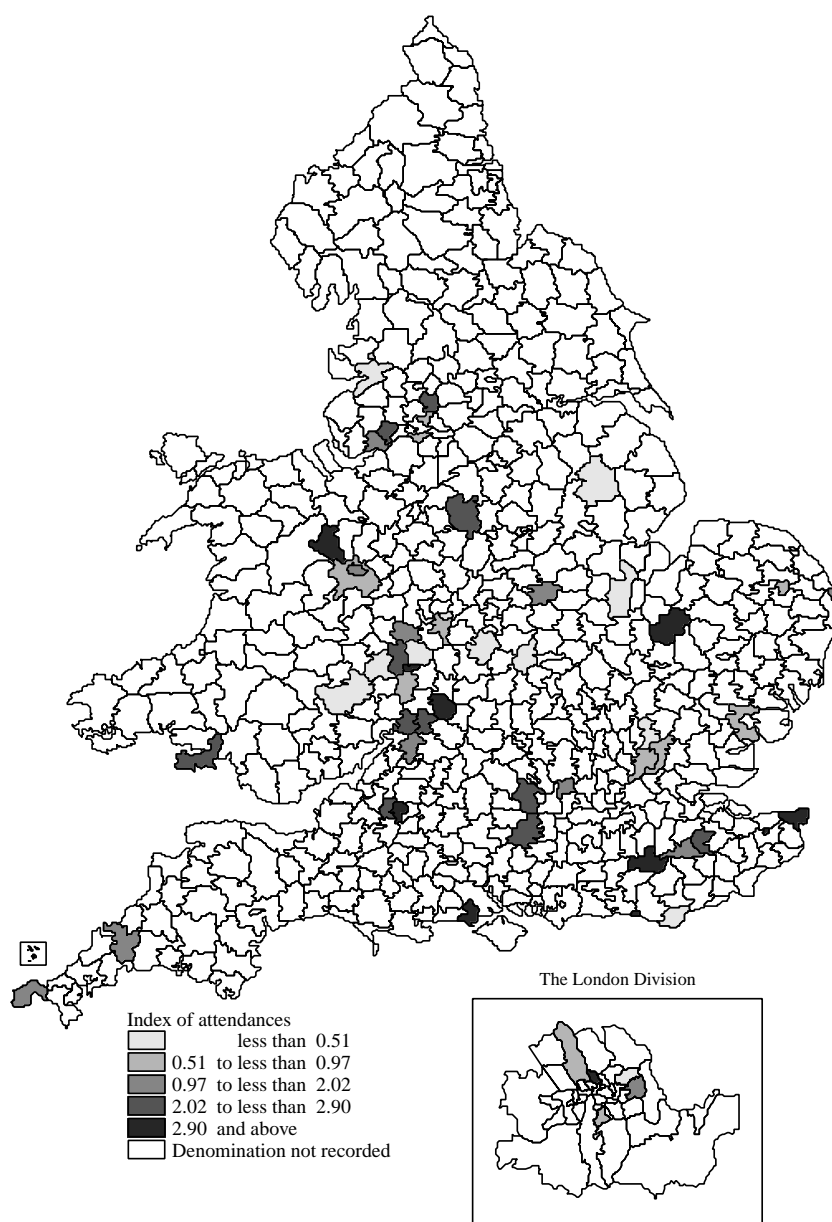 The London Division
Index of attendances
less than 0.51
0.51 to less than 0.97
0.97 to less than 2.02
2.02 to less than 2.90
2.90 and above
Denomination not recorded